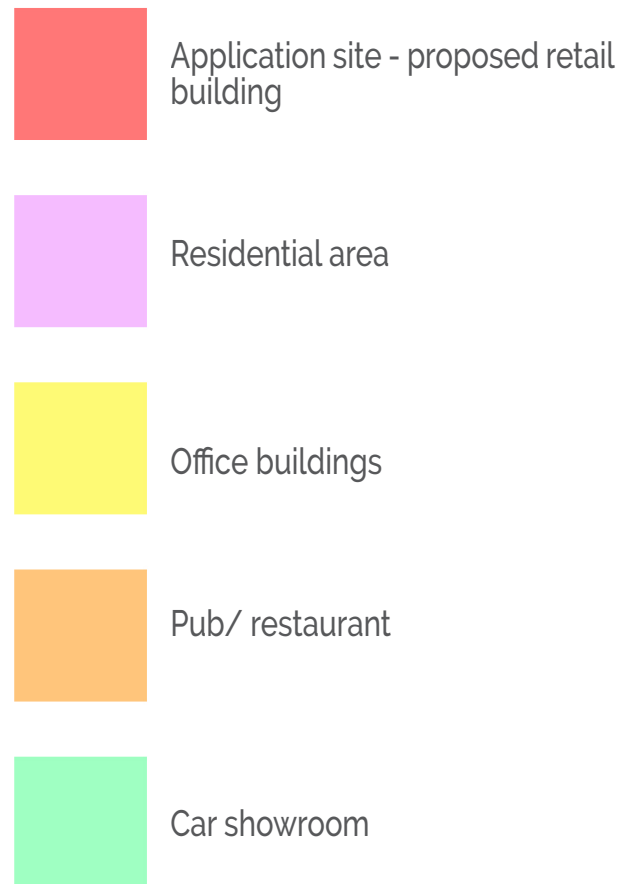 Application site - proposed retail
building
Residential area
Office buildings
Pub/ restaurant
Car showroom